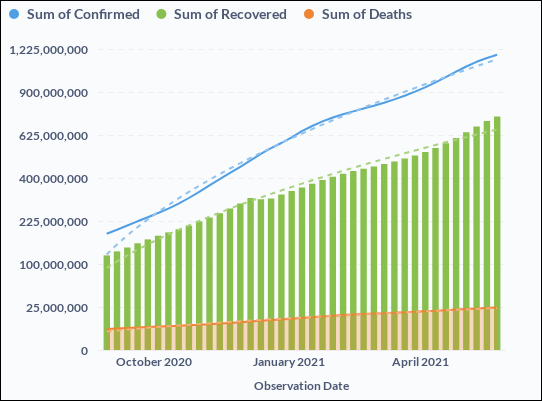 Sum of Confirmed Sum of Recovered Sum of Deaths
1,225,000,000
900,000,000
625,000,000
400,000,000
225,000,000
100,000,000
25,000,000
0
October 2020 January 2021 April 2021
Observation Date